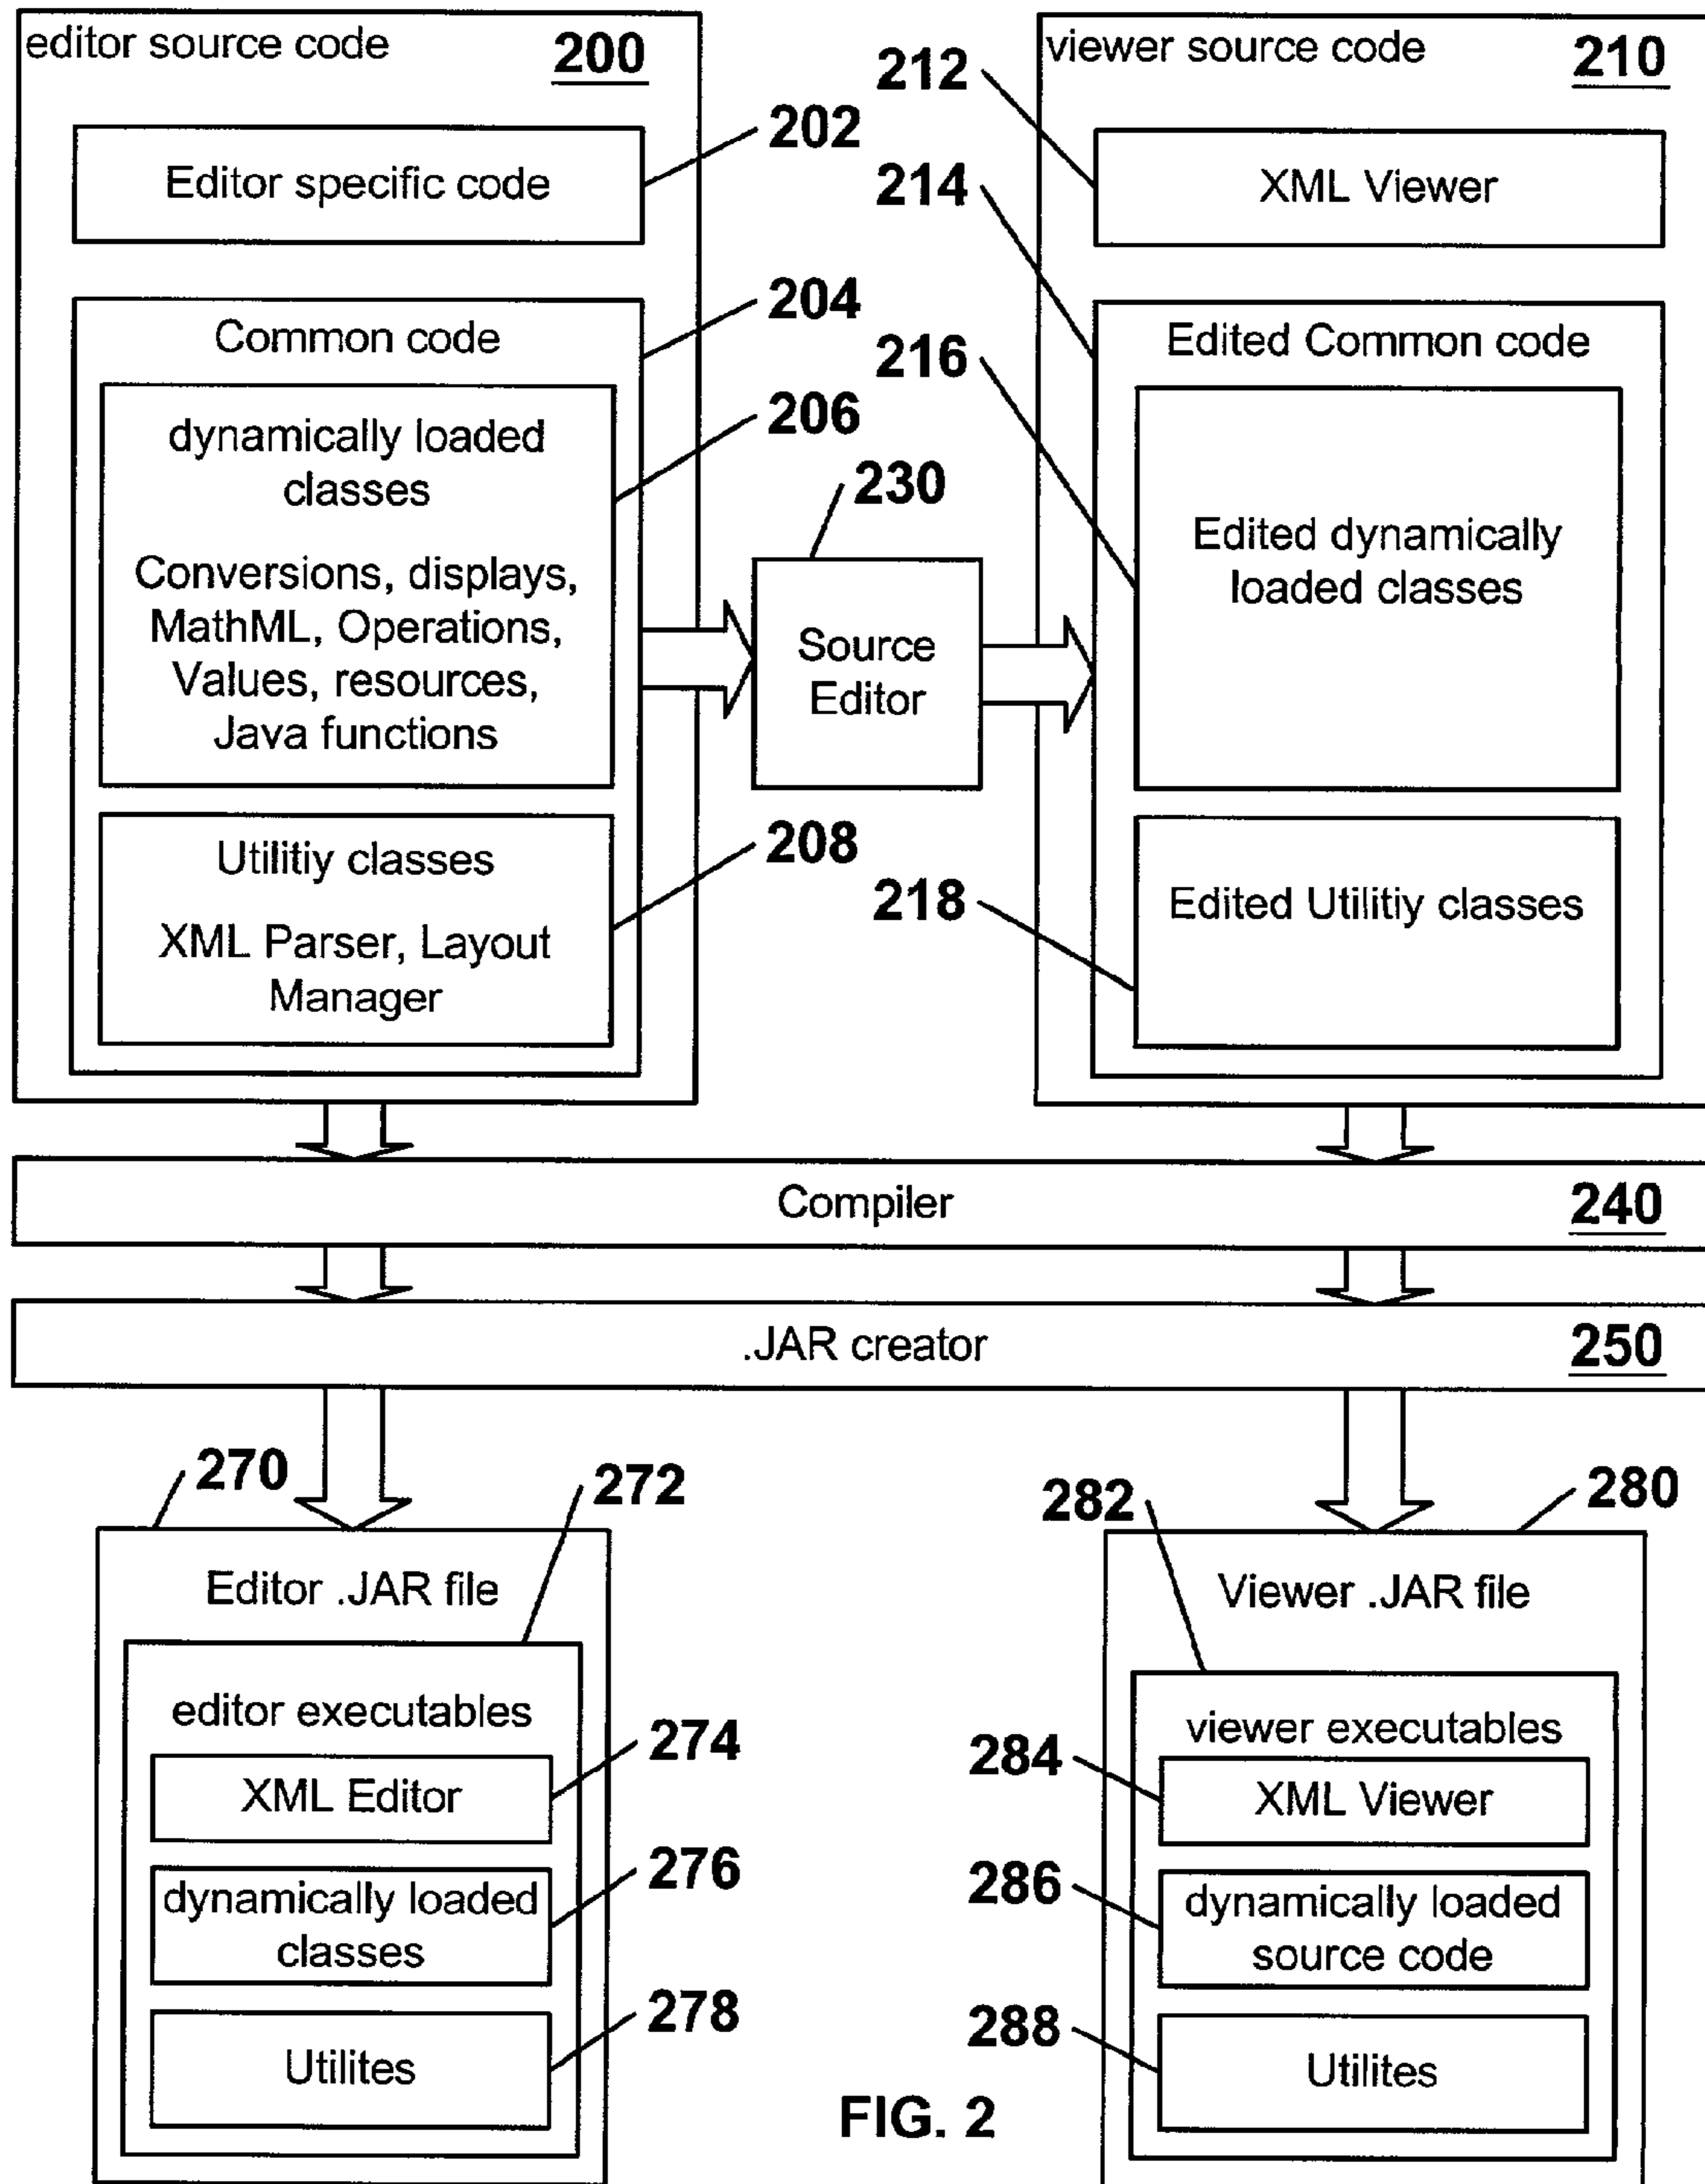 editor source code
200
Editor specific code
202
Common code
204
dynamically loaded
classes
206
Conversions, displays,
MathML, Operations,
Values, resources,
Java functions
Utilitiy classes
208
XML Parser, Layout
Manager
230
Source
Editor
viewer source code
210
212
XML Viewer
214
Edited Common code
216
Edited dynamically
loaded classes
218
Edited Utilitiy classes
Compiler
240
.JAR creator
250
270
Editor .JAR file
272
editor executables
XML Editor
274
dynamically loaded
classes
276
Utilites
278
280
Viewer .JAR file
282
viewer executables
284
XML Viewer
286
dynamically loaded
source code
288
Utilites
FIG. 2